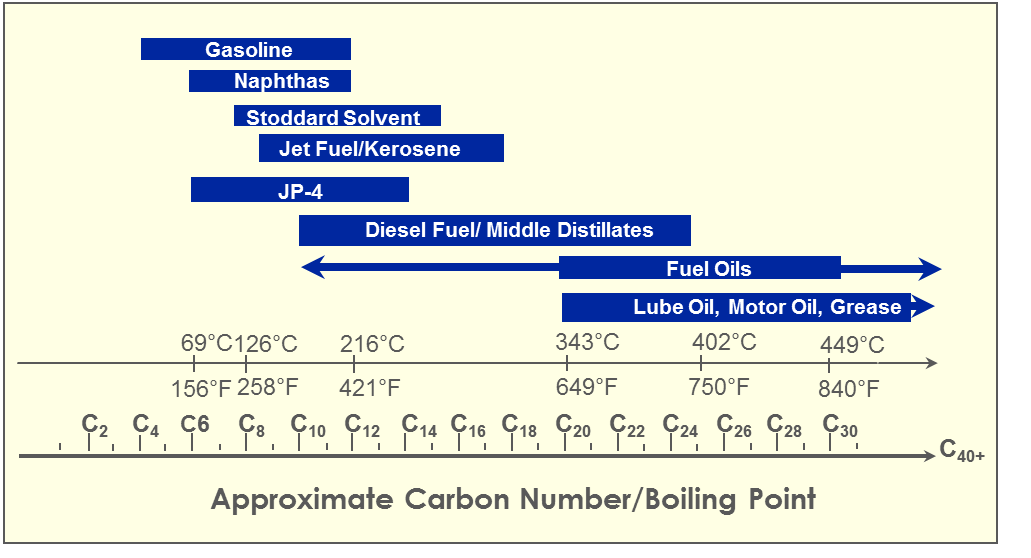 Gasoline
Naphthas
Stoddard Solvent
Jet Fuel/Kerosene
JP-4
Diesel Fuel/ Middle Distillates
Fuel Oils
Lube Oil, Motor Oil, Grease
69°C 126°C 216°C 343°C 402°C 449°C
156°F 258°F 421°F 649°F 750°F 840°F
C2 C4 C6 C8 C10 C12 C14 C16 C18 C20 C22 C24 C26 C28 C30 C40+
Approximate Carbon Number/Boiling Point